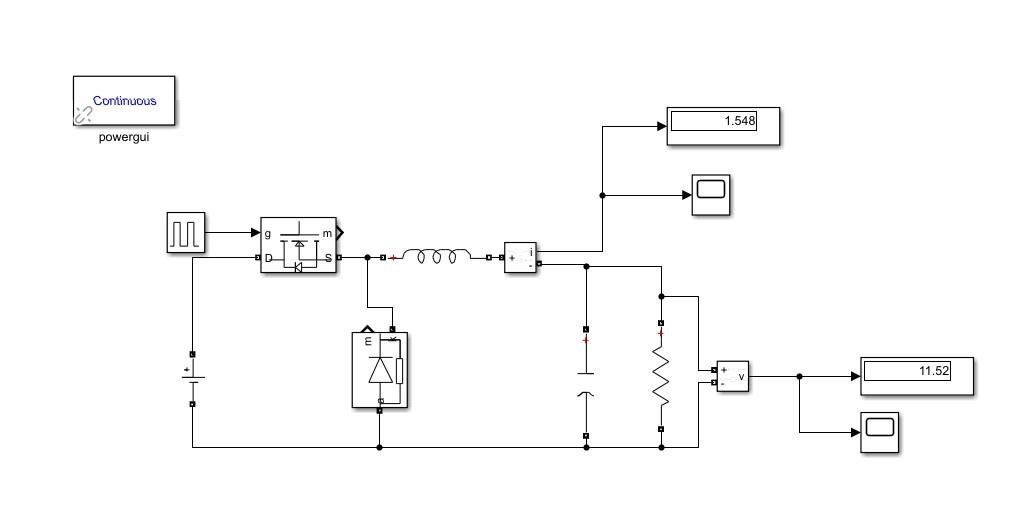 Continuous
powergui
1.548
g
m
D
S
i
+
-
m
k
a
+
+
+
+
+
-
v
11.52